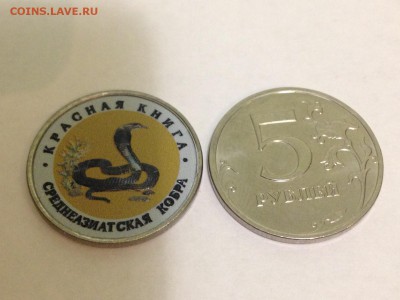 COINS.LAVE.RU
· КРАСНАЯ КНИГА ·
СРЕДНЕАЗИАТСКАЯ КОБРА
5
РУБЛЕЙ